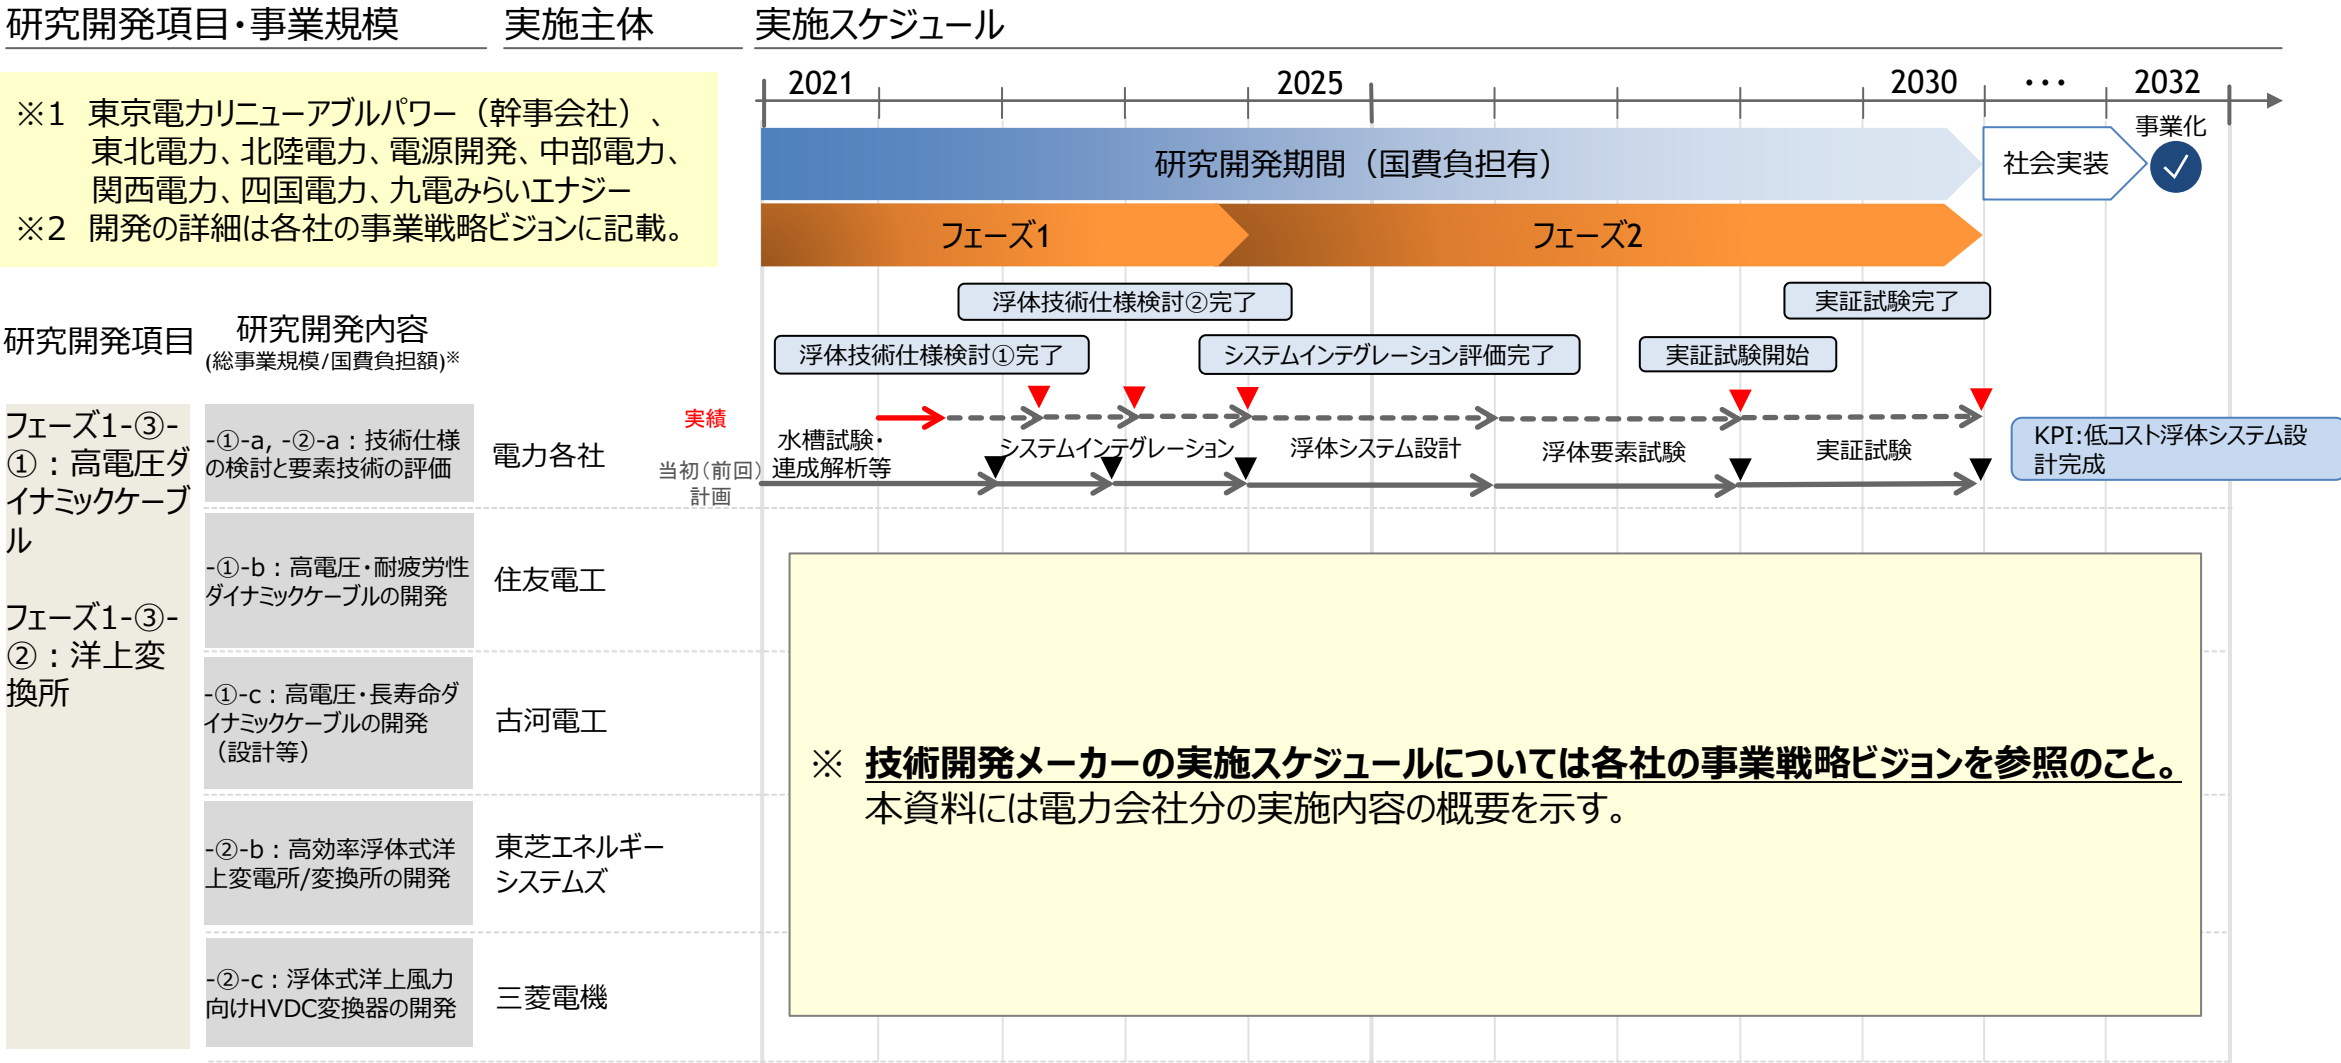 研究開発項目・事業規模
実施主体
実施スケジュール
※1 東京電力リニューアブルパワー（幹事会社）、
東北電力、北陸電力、電源開発、中部電力、
関西電力、四国電力、九電みらいエナジー
※2 開発の詳細は各社の事業戦略ビジョンに記載。
2021
2025
2030
・・・
2032
事業化
研究開発期間（国費負担有）
社会実装
フェーズ1
フェーズ2
浮体技術仕様検討②完了
実証試験完了
浮体技術仕様検討①完了
システムインテグレーション評価完了
実証試験開始
研究開発項目
研究開発内容
(総事業規模/国費負担額)※
フェーズ1-③-
①：高電圧ダ
イナミックケーブ
ル
フェーズ1-③-
②：洋上変
換所
-①-a, -②-a：技術仕様
の検討と要素技術の評価
電力各社
実績
当初（前回）
計画
水槽試験・
連成解析等
システムインテグレーション
浮体システム設計
浮体要素試験
実証試験
KPI:低コスト浮体システム設
計完成
-①-b：高電圧・耐疲労性
ダイナミックケーブルの開発
住友電工
-①-c：高電圧・長寿命ダ
イナミックケーブルの開発
（設計等）
古河電工
-②-b：高効率浮体式洋
上変電所/変換所の開発
東芝エネルギー
システムズ
-②-c：浮体式洋上風力
向けHVDC変換器の開発
三菱電機
※ 技術開発メーカーの実施スケジュールについては各社の事業戦略ビジョンを参照のこと。
本資料には電力会社分の実施内容の概要を示す。